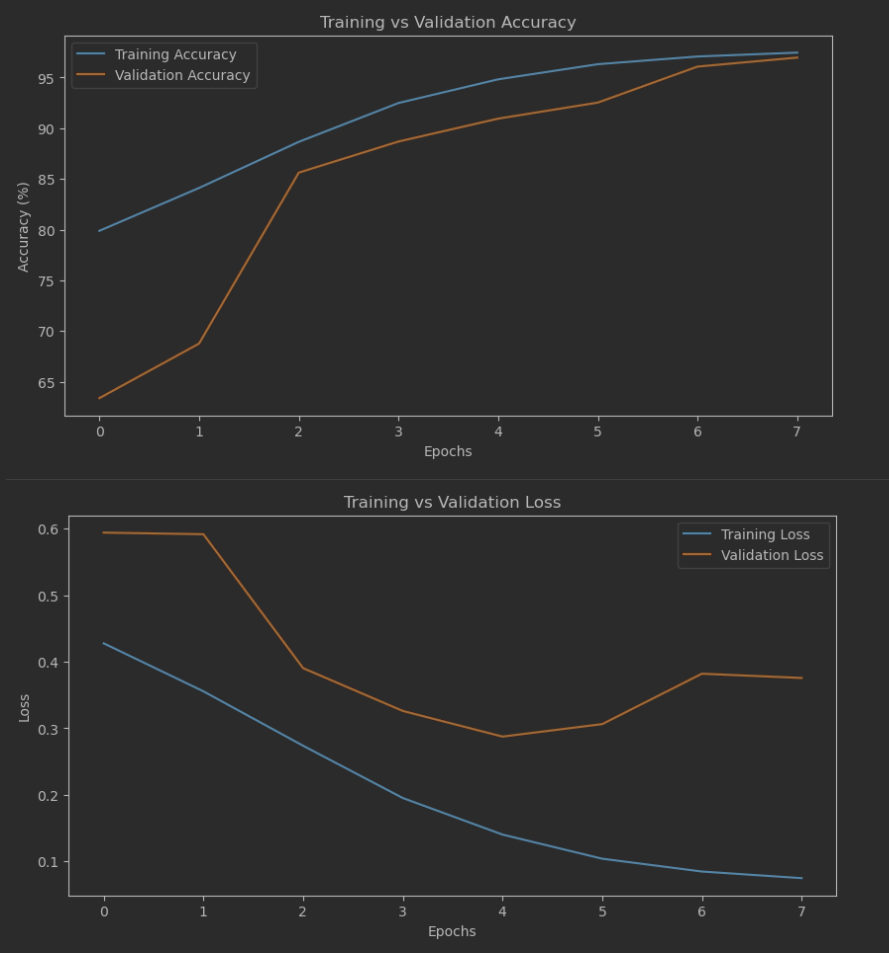 Training vs Validation Accuracy
Training Accuracy
Validation Accuracy
95
90
85
80
75
70
65
Accuracy (%)
0 1 2 3 4 5 6 7
Epochs
Training vs Validation Loss
Training Loss
Validation Loss
0.6
0.5
0.4
0.3
0.2
0.1
Loss
0 1 2 3 4 5 6 7
Epochs